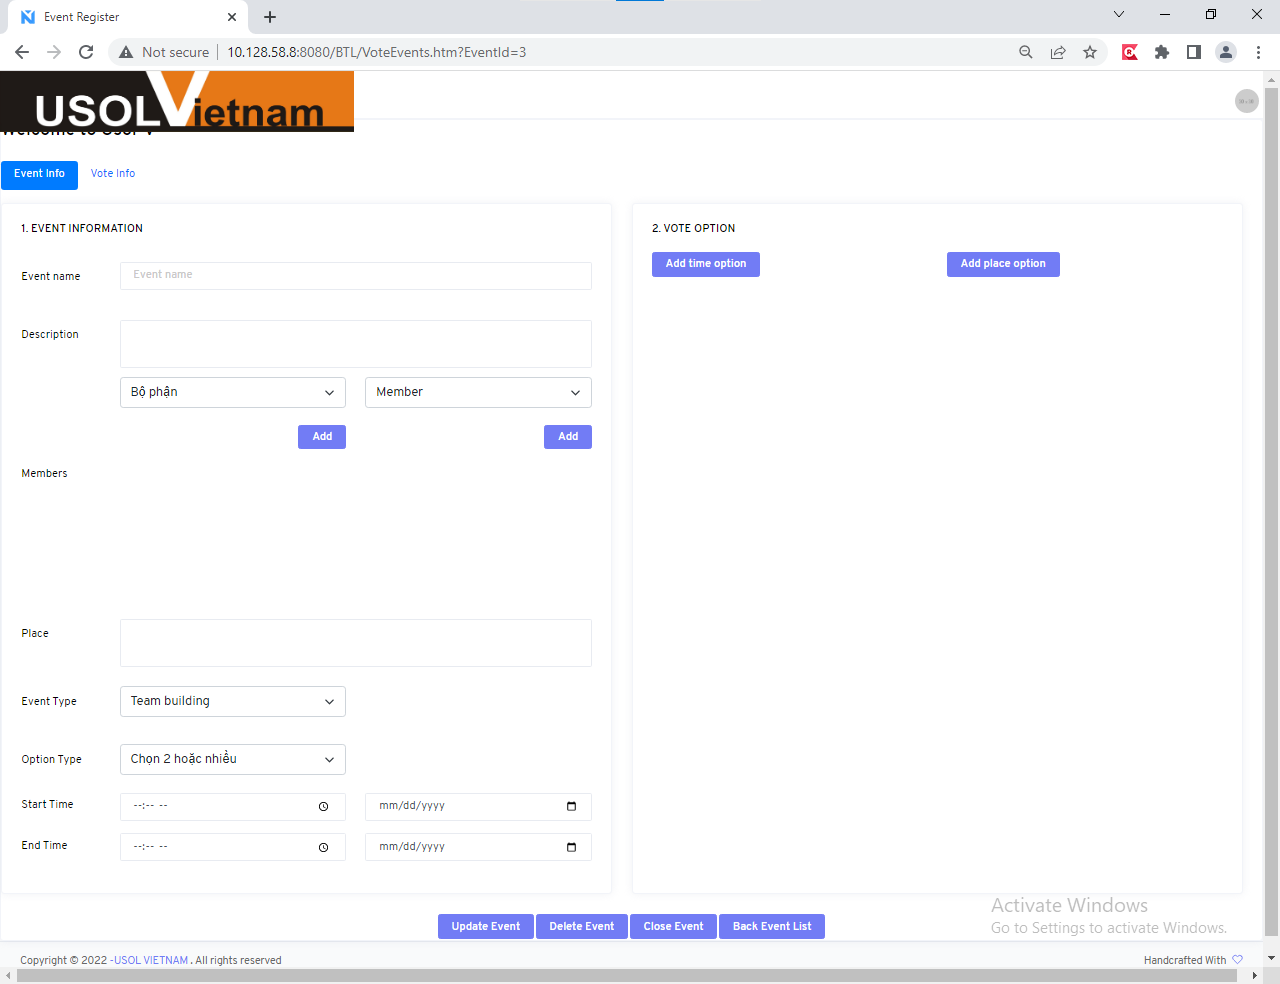 Event Register
Not secure
10.128.58.8:8080/BTL/VoteEvents.htm?EventId=3
USOL Vietnam
Welcome to Usol V
Event Info
Vote Info
1. EVENT INFORMATION
Event name
Event name
Description
Bộ phận
Member
Add
Add
Members
Place
Event Type
Team building
Option Type
Chọn 2 hoặc nhiều
Start Time
--:-- --
mm/dd/yyyy
End Time
--:-- --
mm/dd/yyyy
2. VOTE OPTION
Add time option
Add place option
Update Event
Delete Event
Close Event
Back Event List
Activate Windows
Go to Settings to activate Windows.
Copyright © 2022 -USOL VIETNAM . All rights reserved
Handcrafted With